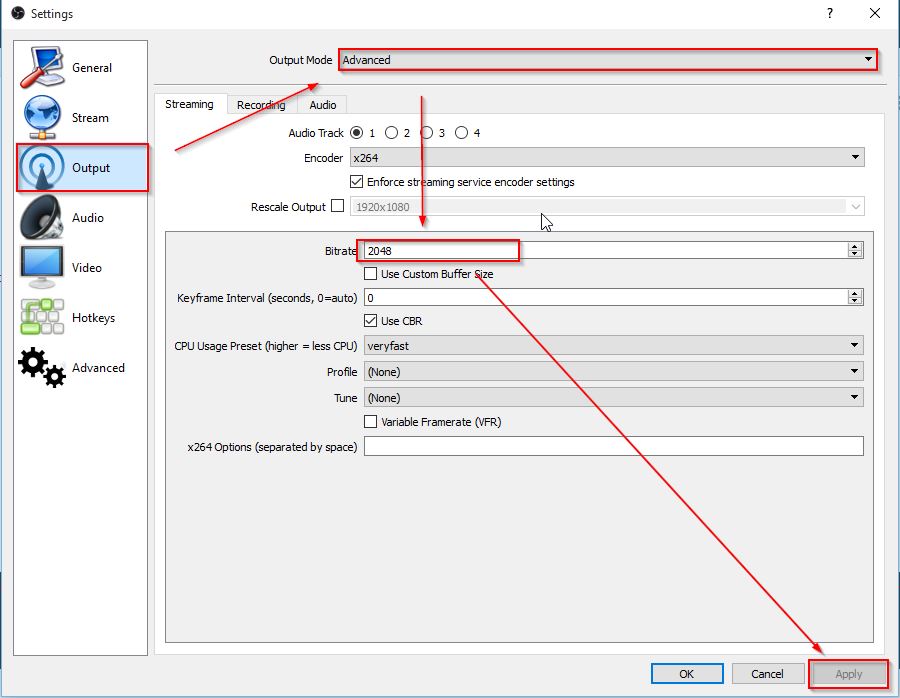 Settings
?
General
Stream
Output
Audio
Video
Hotkeys
Advanced
Output Mode Advanced
Streaming Recording Audio
Audio Track 1 2 3 4
Encoder x264
Enforce streaming service encoder settings
Rescale Output 1920x1080
Bitrate 2048
Use Custom Buffer Size
Keyframe Interval (seconds, 0=auto) 0
Use CBR
CPU Usage Preset (higher = less CPU) veryfast
Profile (None)
Tune (None)
Variable Framerate (VFR)
x264 Options (separated by space)
OK Cancel Apply